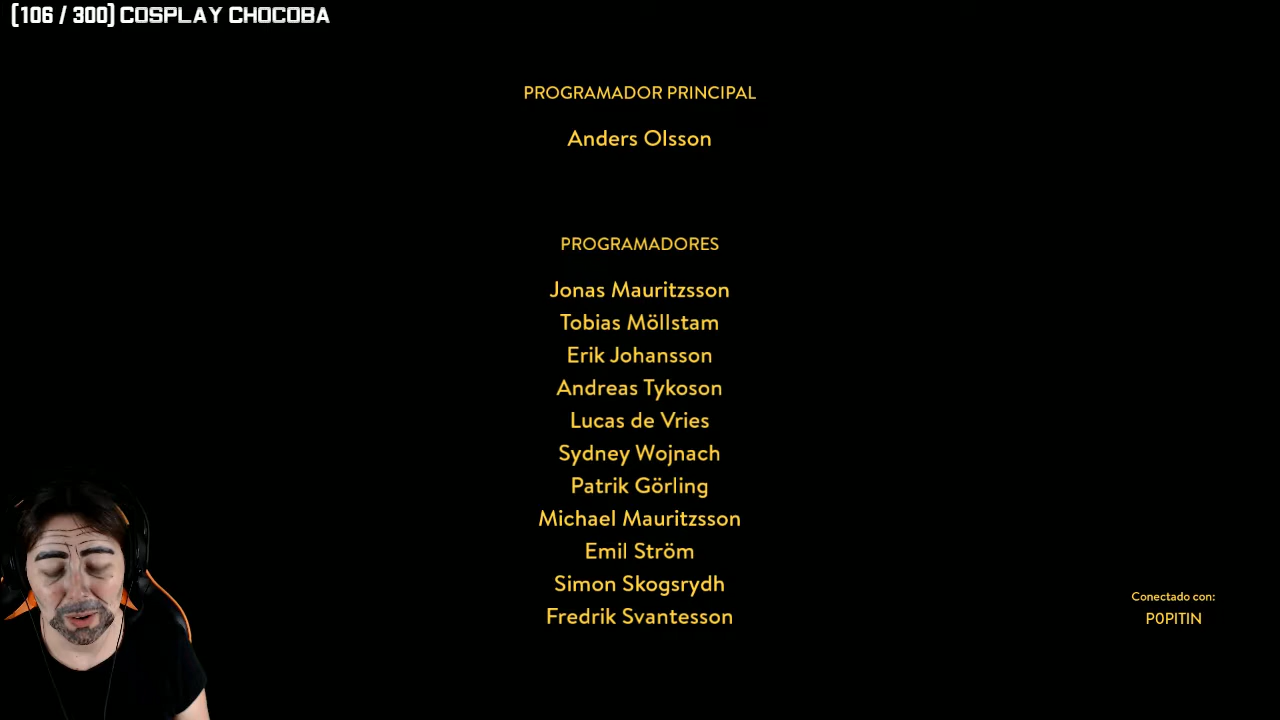 [106 / 300] COSPLAY CHOCOBA
PROGRAMADOR PRINCIPAL
Anders Olsson
PROGRAMADORES
Jonas Mauritzsson
Tobias Möllstam
Erik Johansson
Andreas Tykoson
Lucas de Vries
Sydney Wojnach
Patrik Görling
Michael Mauritzsson
Emil Ström
Simon Skogsrydh
Fredrik Svantesson
Conectado con:
P0PITIN